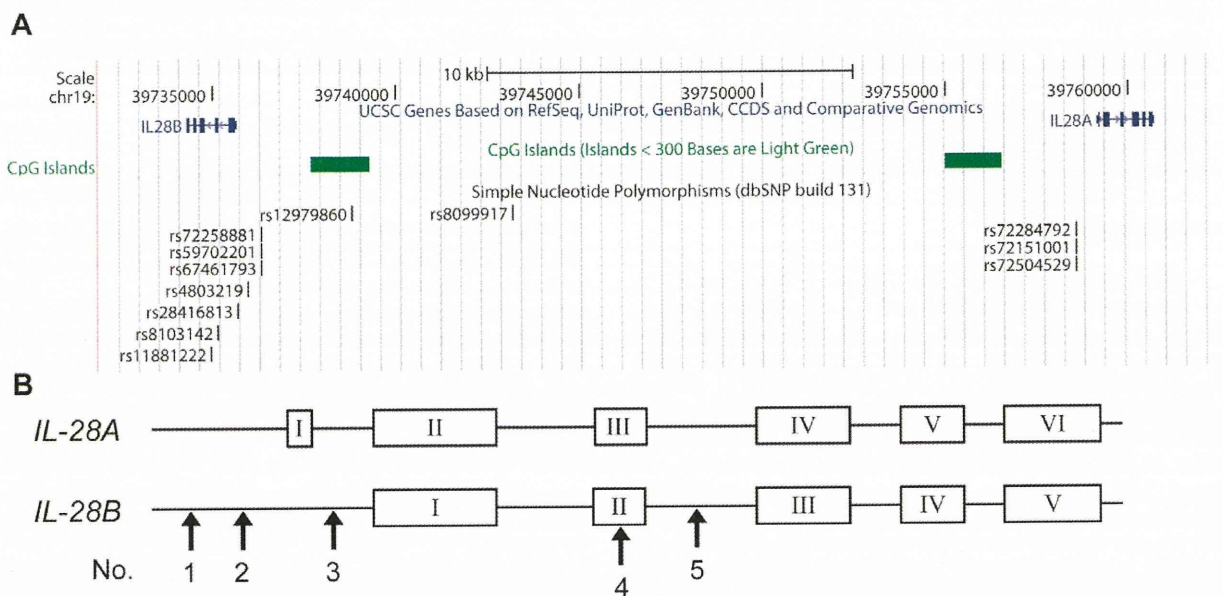 A
Scale
10 kb
chr19:
39735000
39740000
39745000
39750000
39755000
39760000
UCSC Genes Based on RefSeq, UniProt, GenBank, CCDS and Comparative Genomics
IL28B
IL28A
CpG Islands (Islands < 300 Bases are Light Green)
CpG Islands
Simple Nucleotide Polymorphisms (dbSNP build 131)
rs12979860
rs8099917
rs72258881
rs72284792
rs59702201
rs72151001
rs67461793
rs72504529
rs4803219
rs28416813
rs8103142
rs11881222
B
IL-28A
I
II
III
IV
V
VI
IL-28B
I
II
III
IV
V
No.
1
2
3
4
5